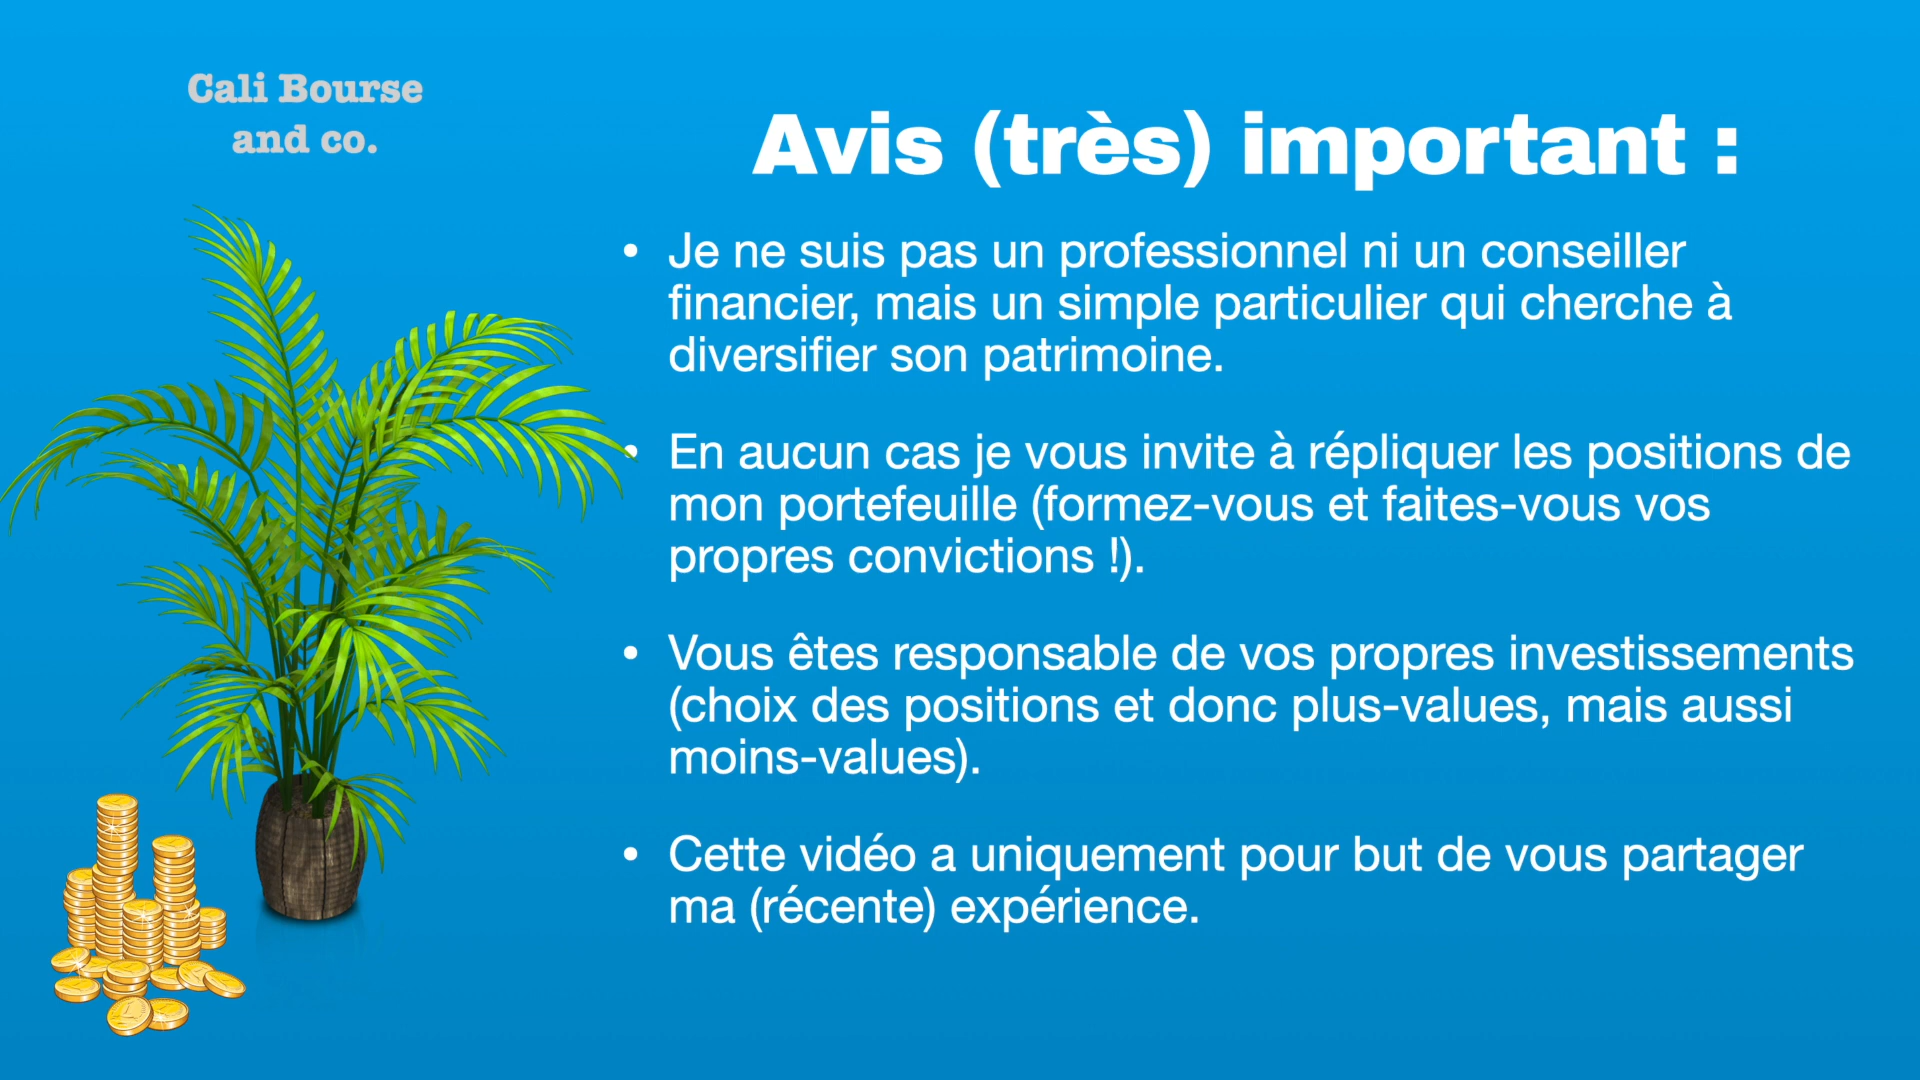 Cali Bourse
and co.
Avis (très) important :
• Je ne suis pas un professionnel ni un conseiller
financier, mais un simple particulier qui cherche à
diversifier son patrimoine.
• En aucun cas je vous invite à répliquer les positions de
mon portefeuille (formez-vous et faites-vous vos
propres convictions !).
• Vous êtes responsable de vos propres investissements
(choix des positions et donc plus-values, mais aussi
moins-values).
• Cette vidéo a uniquement pour but de vous partager
ma (récente) expérience.